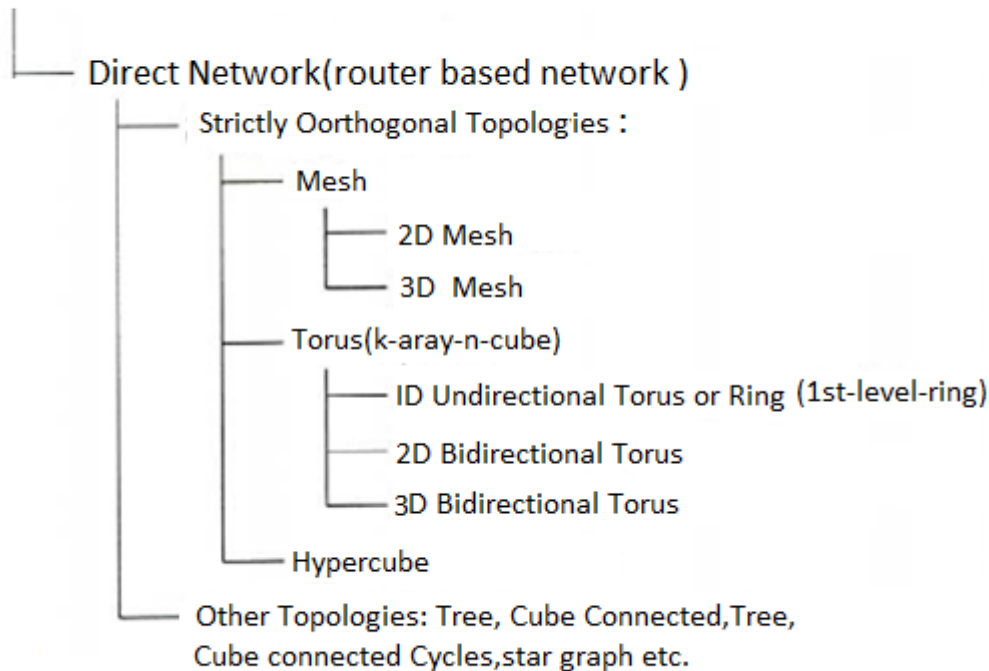 Direct Network(router based network )
Strictly Oorthogonal Topologies :
Mesh
2D Mesh
3D Mesh
Torus(k-aray-n-cube)
ID Undirectional Torus or Ring (1st-level-ring)
2D Bidirectional Torus
3D Bidirectional Torus
Hypercube
Other Topologies: Tree, Cube Connected,Tree,
Cube connected Cycles,star graph etc.